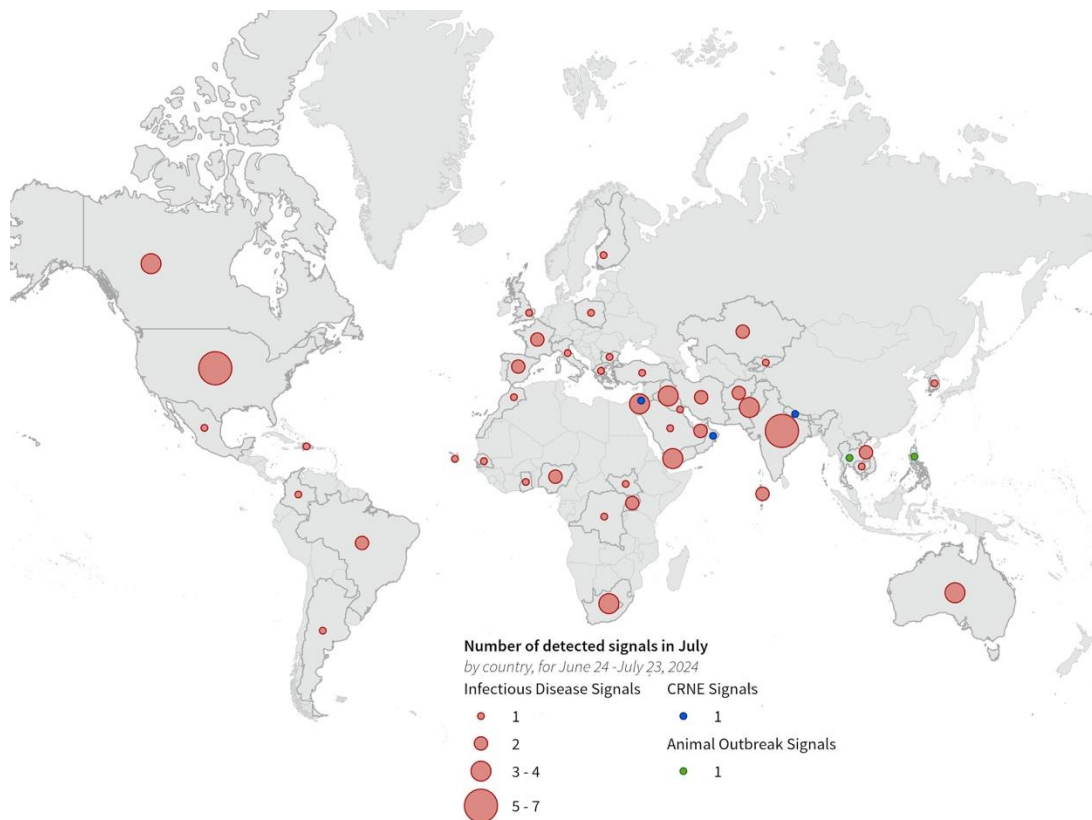 Number of detected signals in July
by country, for June 24 -July 23, 2024
Infectious Disease Signals
1
2
3 - 4
5 - 7
CRNE Signals
1
Animal Outbreak Signals
1